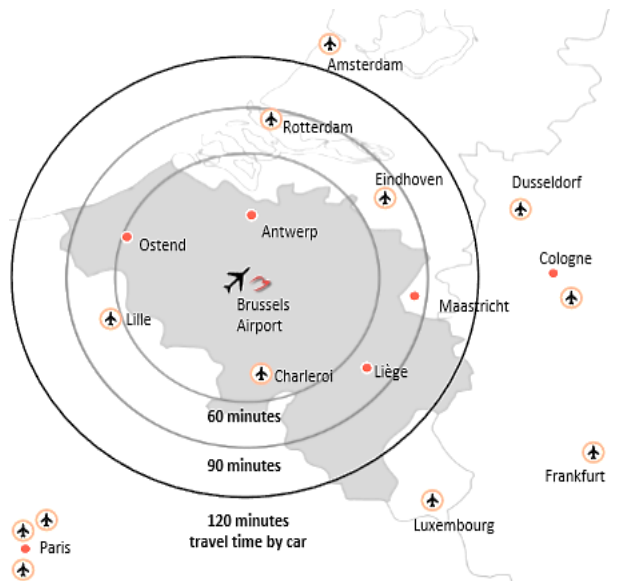 Amsterdam
Rotterdam
Eindhoven
Dusseldorf
Antwerp
Ostend
Cologne
Brussels
Airport
Maastricht
Lille
Charleroi
Liège
60 minutes
90 minutes
Frankfurt
120 minutes
travel time by car
Luxembourg
Paris